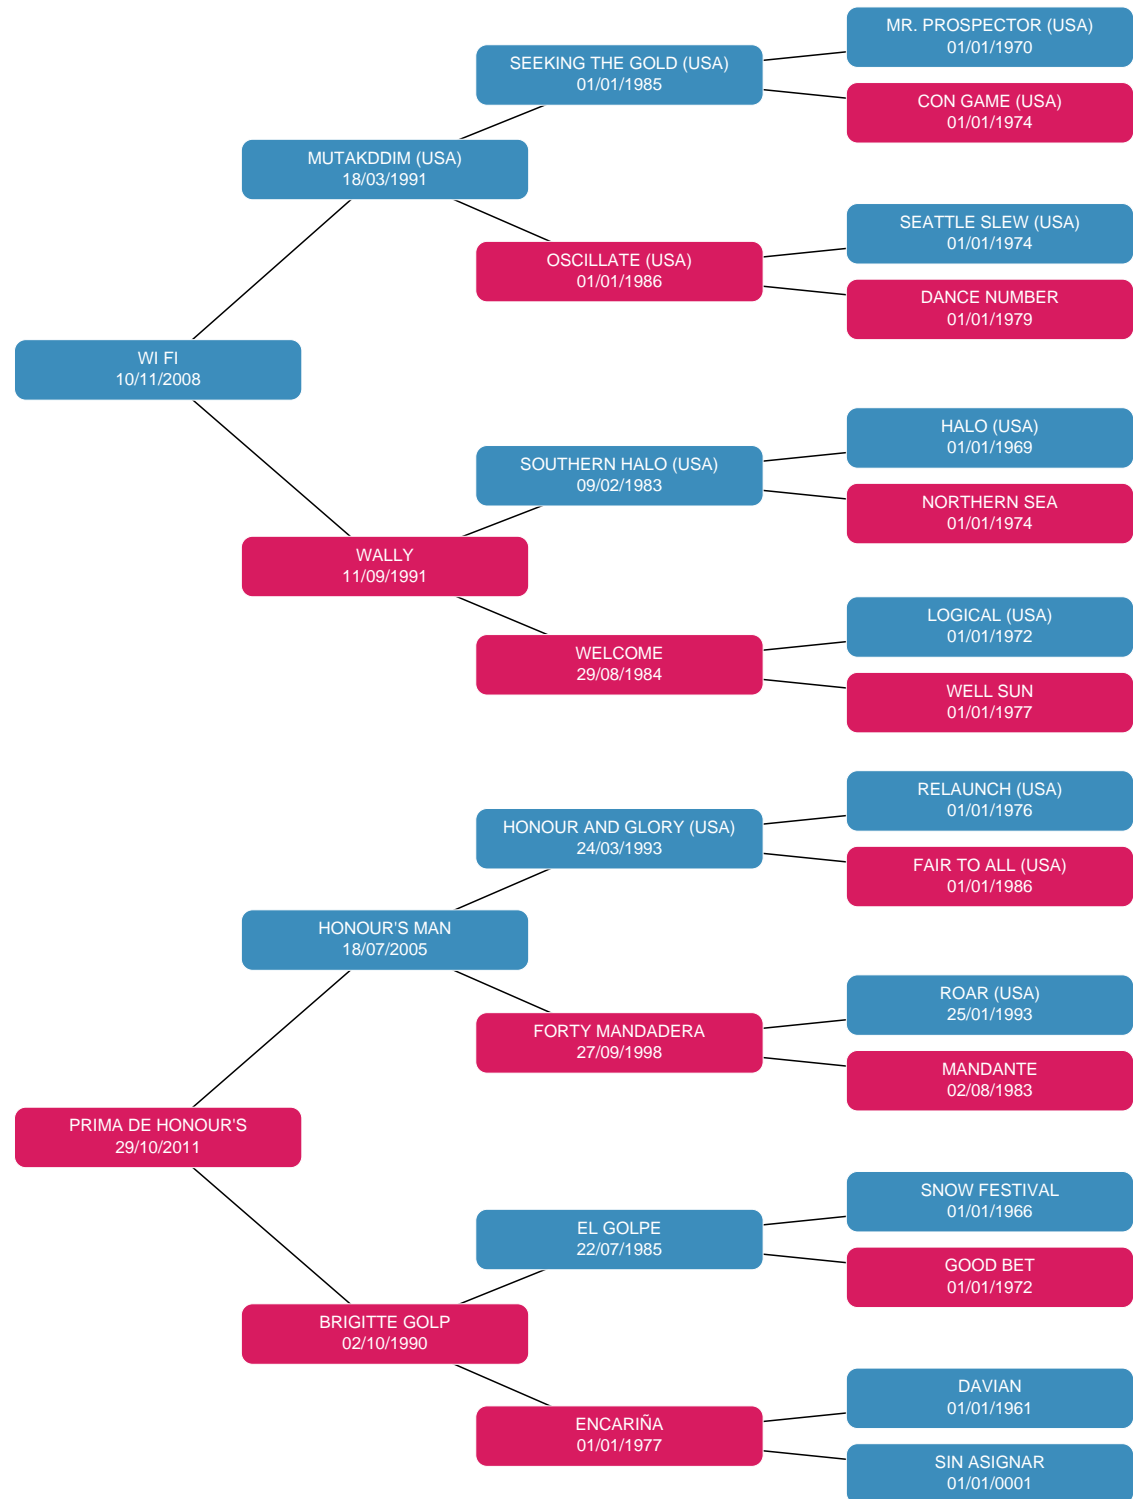 MR. PROSPECTOR (USA)
01/01/1970
SEEKING THE GOLD (USA)
01/01/1985
CON GAME (USA)
01/01/1974
MUTAKDDIM (USA)
18/03/1991
SEATTLE SLEW (USA)
01/01/1974
OSCILLATE (USA)
01/01/1986
DANCE NUMBER
01/01/1979
WI FI
10/11/2008
HALO (USA)
01/01/1969
SOUTHERN HALO (USA)
09/02/1983
NORTHERN SEA
01/01/1974
WALLY
11/09/1991
LOGICAL (USA)
01/01/1972
WELCOME
29/08/1984
WELL SUN
01/01/1977
RELAUNCH (USA)
01/01/1976
HONOUR AND GLORY (USA)
24/03/1993
FAIR TO ALL (USA)
01/01/1986
HONOUR'S MAN
18/07/2005
ROAR (USA)
25/01/1993
FORTY MANDADERA
27/09/1998
MANDANTE
02/08/1983
PRIMA DE HONOUR'S
29/10/2011
SNOW FESTIVAL
01/01/1966
EL GOLPE
22/07/1985
GOOD BET
01/01/1972
BRIGITTE GOLP
02/10/1990
DAVIAN
01/01/1961
ENCARIÑA
01/01/1977
SIN ASIGNAR
01/01/0001